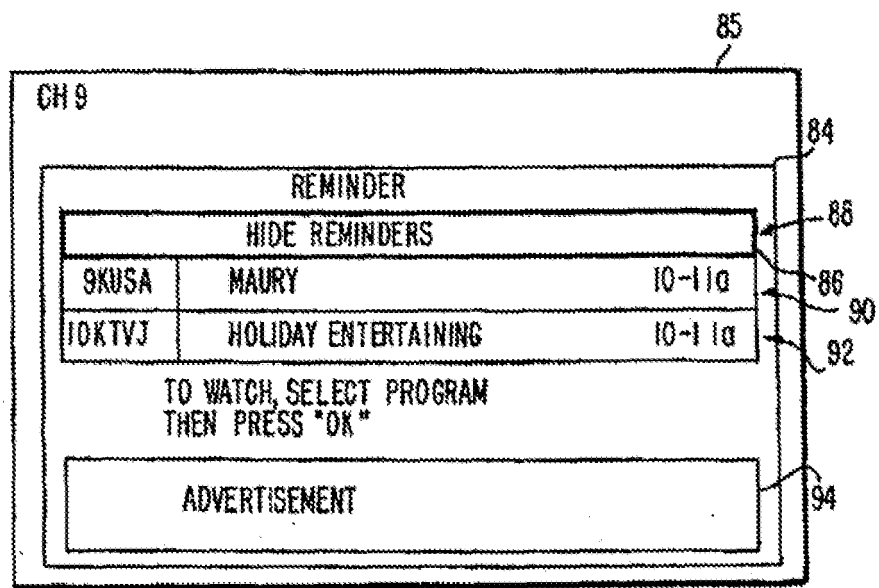 85
CH 9
84
REMINDER
HIDE REMINDERS
88
86
9KUSA MAURY 10-11a
90
10KTVJ HOLIDAY ENTERTAINING 10-11a
92
TO WATCH, SELECT PROGRAM
THEN PRESS "OK"
ADVERTISEMENT
94